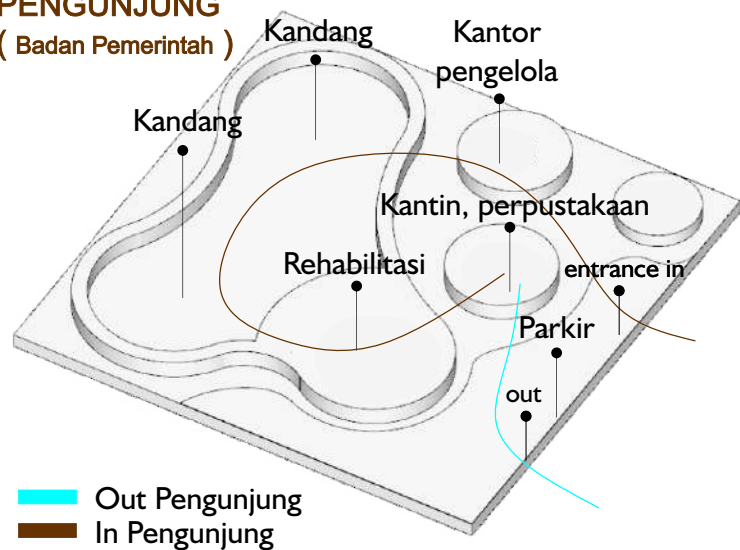 PENGUNJUNG
( Badan Pemerintah )
Kandang
Kantor
pengelola
Kandang
Kantin, perpustakaan
Rehabilitasi
entrance in
Parkir
out
Out Pengunjung
In Pengunjung